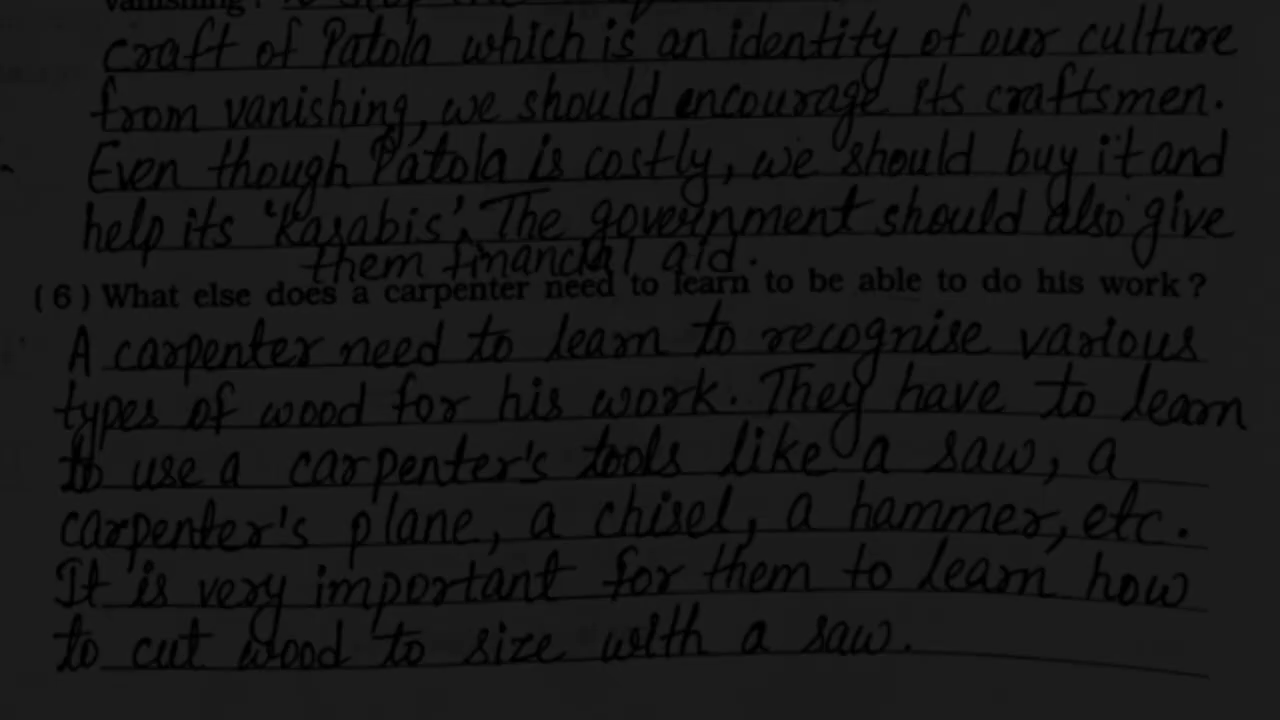 vanishing?
craft of Patola which is an identity of our culture
from vanishing, we should encourage its craftsmen.
Even though Patola is costly, we should buy it and
help its 'Kasabis'. The government should also give
them financial aid.
(6) What else does a carpenter need to learn to be able to do his work?
A carpenter need to learn to recognise various
types of wood for his work. They have to learn
to use a carpenter's tools like a saw, a
carpenter's plane, a chisel, a hammer, etc.
It is very important for them to learn how
to cut wood to size with a saw.